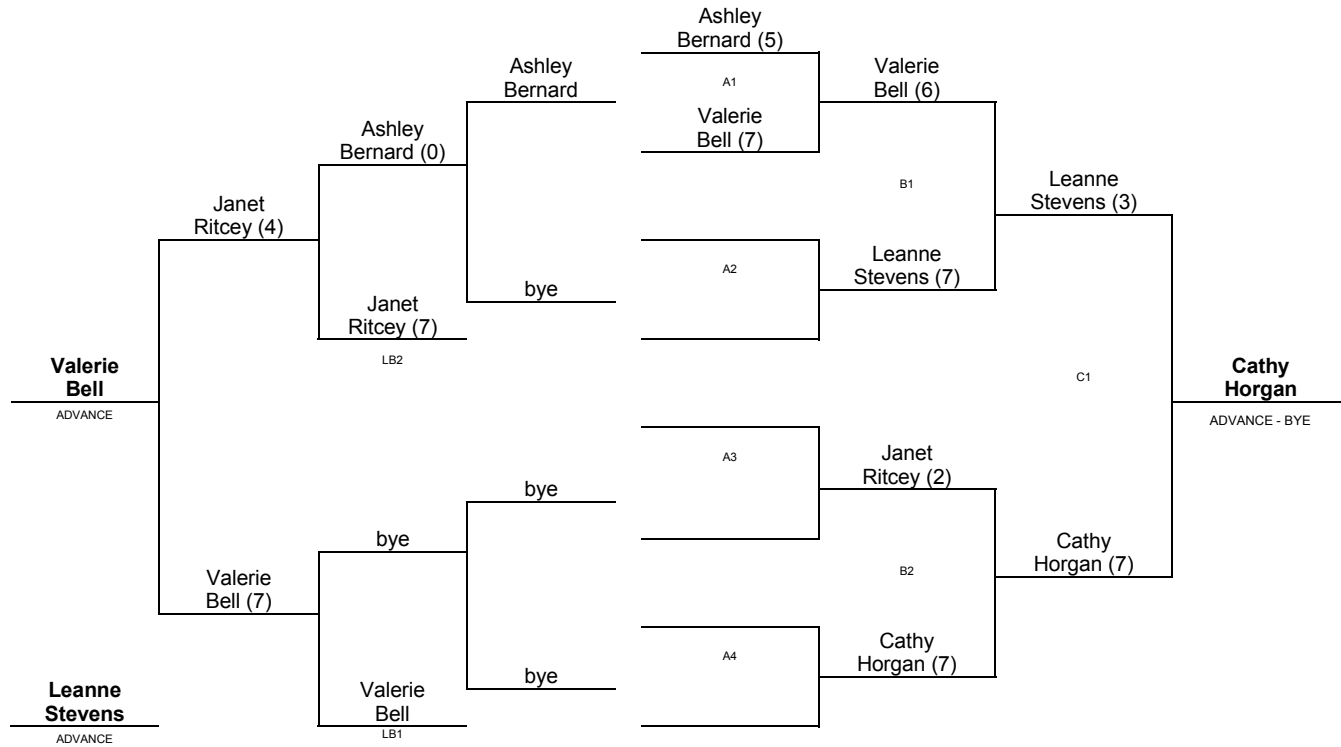 Ashley
Bernard (5)
Ashley
Bernard
A1
Valerie
Bell (6)
Ashley
Bernard (0)
Valerie
Bell (7)
Janet
Ritcey (4)
B1
Leanne
Stevens (3)
A2
Leanne
Stevens (7)
bye
Janet
Ritcey (7)
LB2
Valerie
Bell
ADVANCE
C1
Cathy
Horgan
ADVANCE - BYE
A3
Janet
Ritcey (2)
bye
bye
Cathy
Horgan (7)
Valerie
Bell (7)
B2
A4
Cathy
Horgan (7)
bye
Leanne
Stevens
ADVANCE
Valerie
Bell
LB1